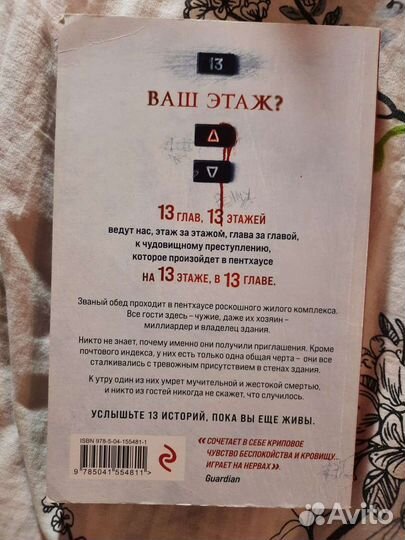 13
ВАШ ЭТАЖ?
13 ГЛАВ, 13 ЭТАЖЕЙ
ведут нас, этаж за этажом, глава за главой,
к чудовищному преступлению,
которое произойдет в пентхаусе
НА 13 ЭТАЖЕ, В 13 ГЛАВЕ.
Званый обед проходит в пентхаусе роскошного жилого комплекса.
Все гости здесь – чужие, даже их хозяин –
миллиардер и владелец здания.
Никто не знает, почему именно они получили приглашения. Кроме
почтового индекса, у них есть только одна общая черта – они все
сталкивались с тревожным присутствием в стенах здания.
К утру один из них умрет мучительной и жестокой смертью,
и никто из гостей никогда не скажет, что случилось.
УСЛЫШЬТЕ 13 ИСТОРИЙ, ПОКА ВЫ ЕЩЕ ЖИВЫ.
ISBN 978-5-04-155481-1
9 785041 554811 >
«СОЧЕТАЕТ В СЕБЕ КРИПОВОЕ
ЧУВСТВО БЕСПОКОЙСТВА И КРОВИЩУ.
ИГРАЕТ НА НЕРВАХ».
Guardian
Avito